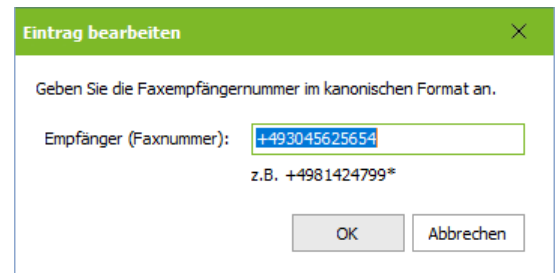 Eintrag bearbeiten
Geben Sie die Faxempfängernummer im kanonischen Format an.
Empfänger (Faxnummer): +493045625654
z.B. +4981424799*
OK Abbrechen